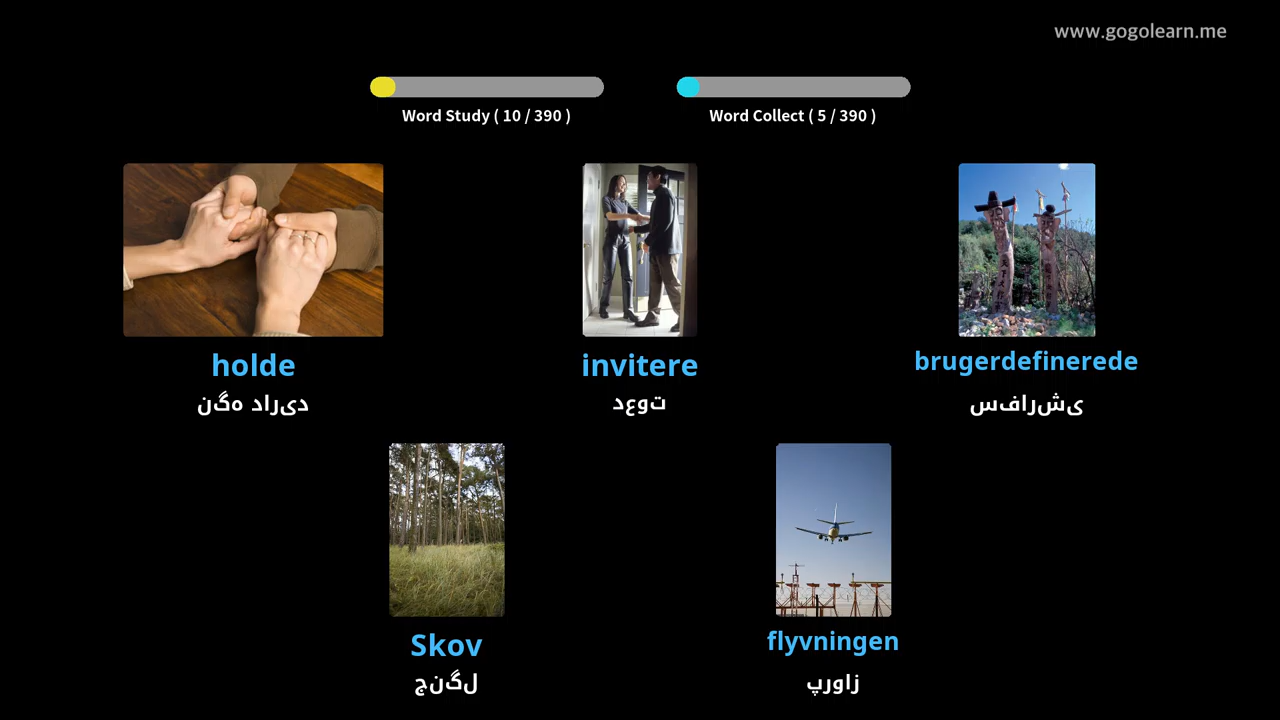 www.gogolearn.me
Word Study ( 10 / 390 )
Word Collect ( 5 / 390 )
holde
دیراد هگن
invitere
توعد
brugerdefinerede
یشرافس
Skov
لگنج
flyvningen
زاورپ